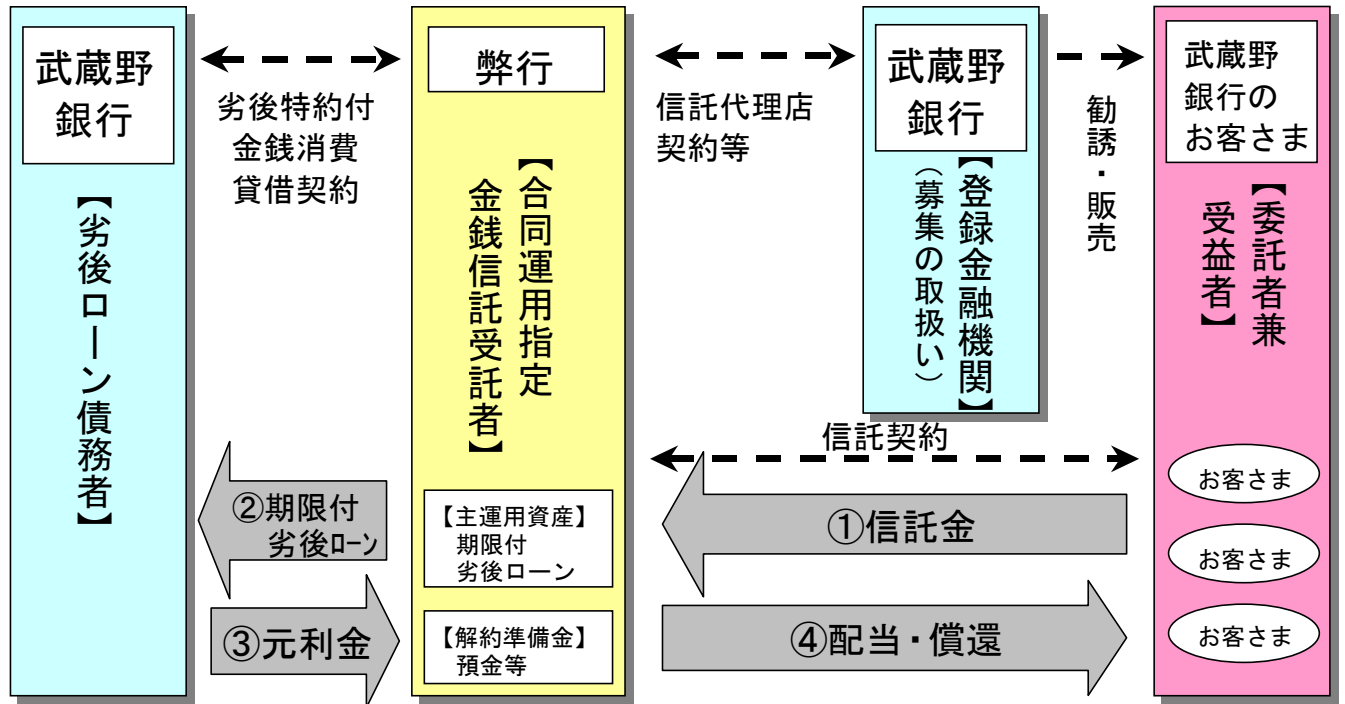 武蔵野
銀行
【劣後ローン債務者】
劣後特約付
金銭消費
貸借契約
弊行
【合同運用指定
金銭信託受託者】
信託代理店
契約等
武蔵野
銀行
【登録金融機関】
（募集の取扱い）
勧誘・販売
武蔵野
銀行の
お客さま
【委託者兼
受益者】
信託契約
②期限付
劣後ローン
【主運用資産】
期限付
劣後ローン
①信託金
お客さま
お客さま
お客さま
③元利金
【解約準備金】
預金等
④配当・償還